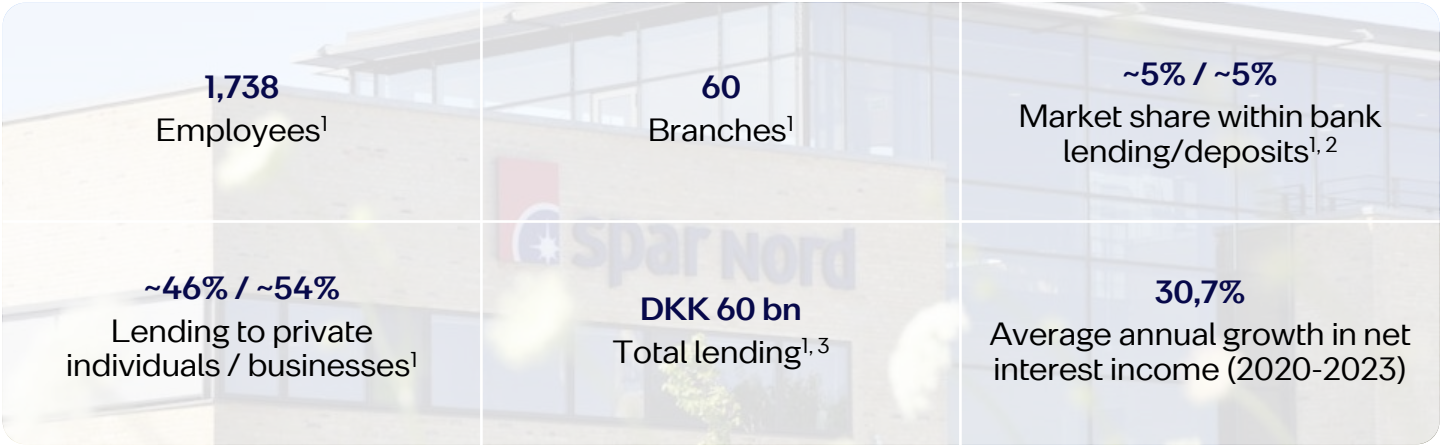 1,738
Employees1
60
Branches1
~5% / ~5%
Market share within bank
lending/deposits1, 2
spar nord
~46% / ~54%
Lending to private
individuals / businesses1
DKK 60 bn
Total lending1, 3
30,7%
Average annual growth in net
interest income (2020-2023)